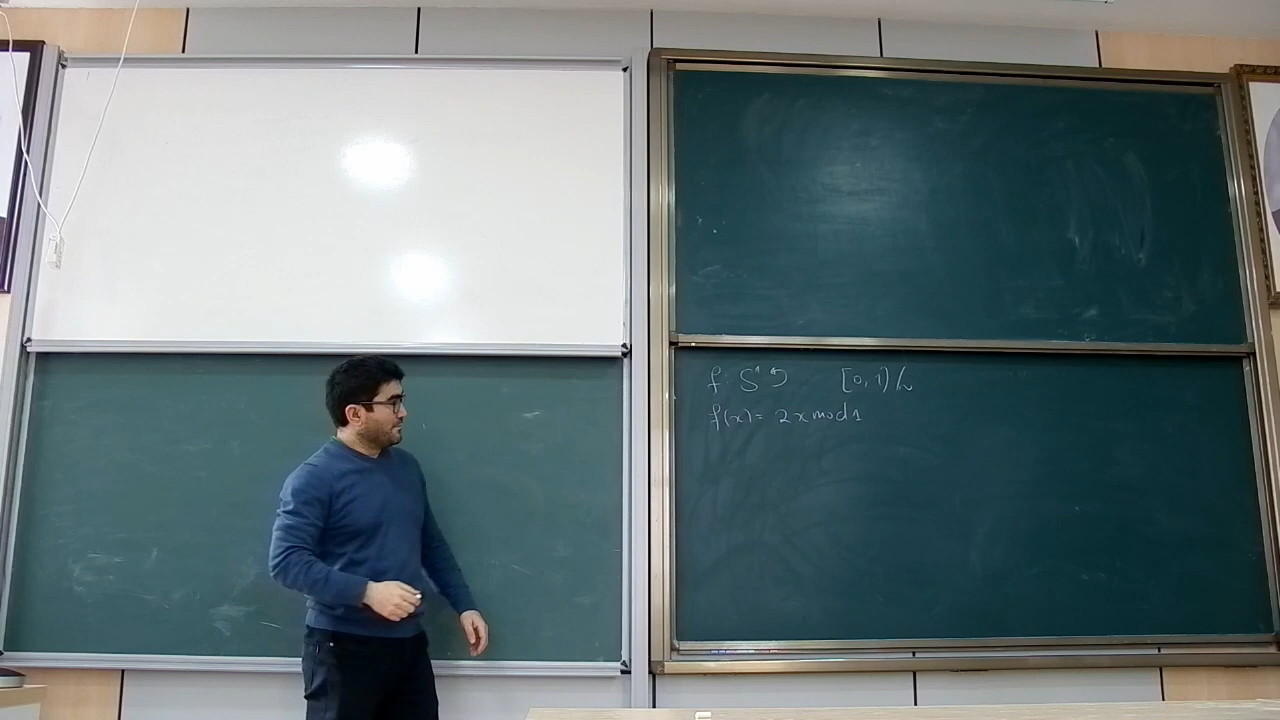 f: S¹ ↺ [0,1)/~
f(x)= 2x mod 1